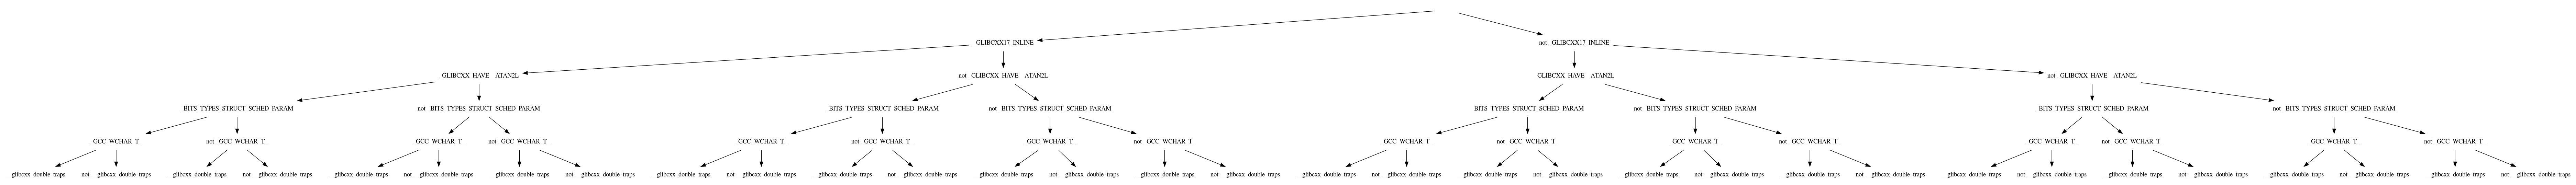 _GLIBCXX17_INLINE not _GLIBCXX17_INLINE
_GLIBCXX_HAVE__ATAN2L not _GLIBCXX_HAVE__ATAN2L _GLIBCXX_HAVE__ATAN2L not _GLIBCXX_HAVE__ATAN2L
_BITS_TYPES_STRUCT_SCHED_PARAM not _BITS_TYPES_STRUCT_SCHED_PARAM _BITS_TYPES_STRUCT_SCHED_PARAM not _BITS_TYPES_STRUCT_SCHED_PARAM _BITS_TYPES_STRUCT_SCHED_PARAM not _BITS_TYPES_STRUCT_SCHED_PARAM _BITS_TYPES_STRUCT_SCHED_PARAM not _BITS_TYPES_STRUCT_SCHED_PARAM
_GCC_WCHAR_T_ not _GCC_WCHAR_T_ _GCC_WCHAR_T_ not _GCC_WCHAR_T_ _GCC_WCHAR_T_ not _GCC_WCHAR_T_ _GCC_WCHAR_T_ not _GCC_WCHAR_T_ _GCC_WCHAR_T_ not _GCC_WCHAR_T_ _GCC_WCHAR_T_ not _GCC_WCHAR_T_ _GCC_WCHAR_T_ not _GCC_WCHAR_T_ _GCC_WCHAR_T_ not _GCC_WCHAR_T_
__glibcxx_double_traps not __glibcxx_double_traps __glibcxx_double_traps not __glibcxx_double_traps __glibcxx_double_traps not __glibcxx_double_traps __glibcxx_double_traps not __glibcxx_double_traps __glibcxx_double_traps not __glibcxx_double_traps __glibcxx_double_traps not __glibcxx_double_traps __glibcxx_double_traps not __glibcxx_double_traps __glibcxx_double_traps not __glibcxx_double_traps __glibcxx_double_traps not __glibcxx_double_traps __glibcxx_double_traps not __glibcxx_double_traps __glibcxx_double_traps not __glibcxx_double_traps __glibcxx_double_traps not __glibcxx_double_traps __glibcxx_double_traps not __glibcxx_double_traps __glibcxx_double_traps not __glibcxx_double_traps __glibcxx_double_traps not __glibcxx_double_traps __glibcxx_double_traps not __glibcxx_double_traps